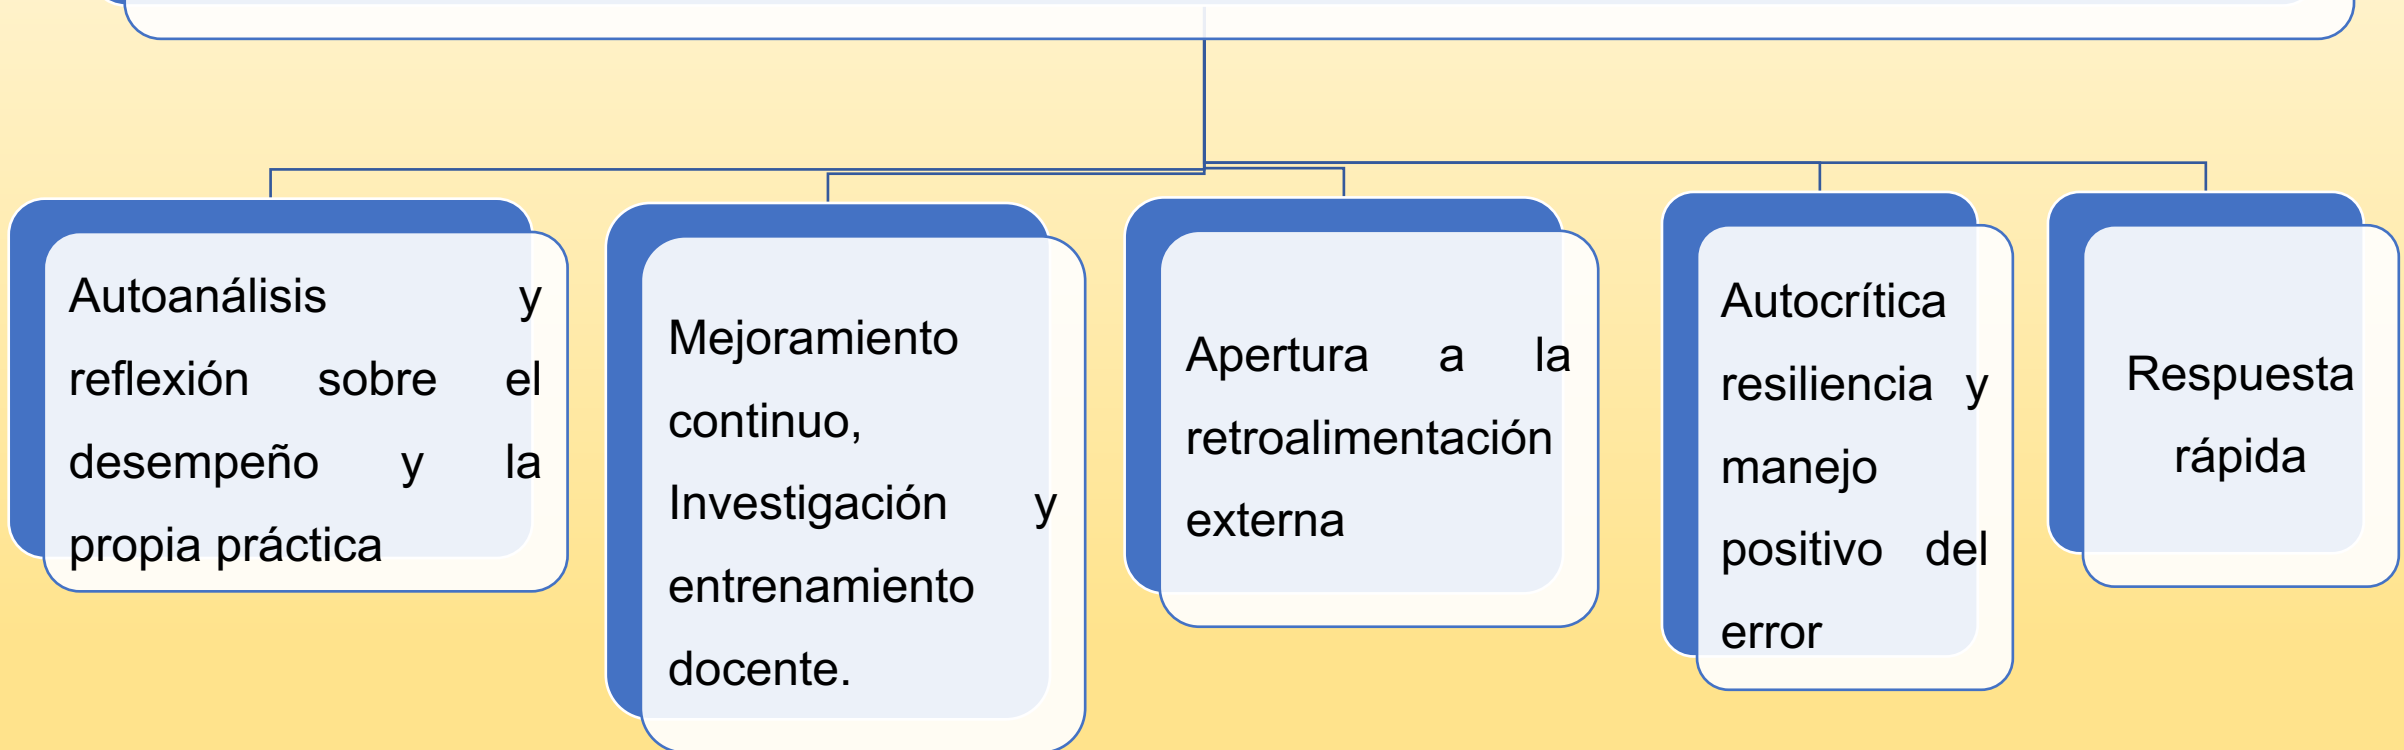 Autoanálisis y
reflexión sobre el
desempeño y la
propia práctica
Mejoramiento
continuo,
Investigación y
entrenamiento
docente.
Apertura a la
retroalimentación
externa
Autocrítica
resiliencia y
manejo
positivo del
error
Respuesta
rápida